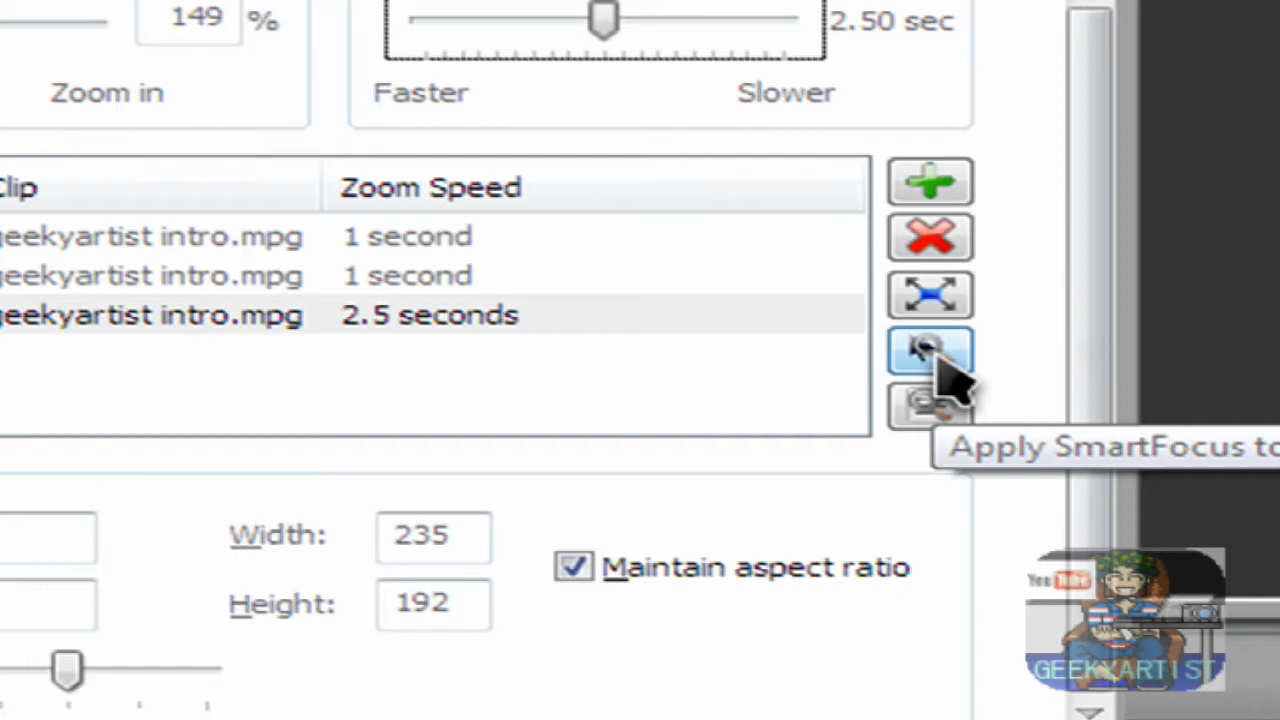 149 %
2.50 sec
Zoom in
Faster
Slower
Clip
Zoom Speed
geekyartist intro.mpg 1 second
geekyartist intro.mpg 1 second
geekyartist intro.mpg 2.5 seconds
Apply SmartFocus to
Width: 235
Maintain aspect ratio
Height: 192
You Tube
GEEKYARTIST